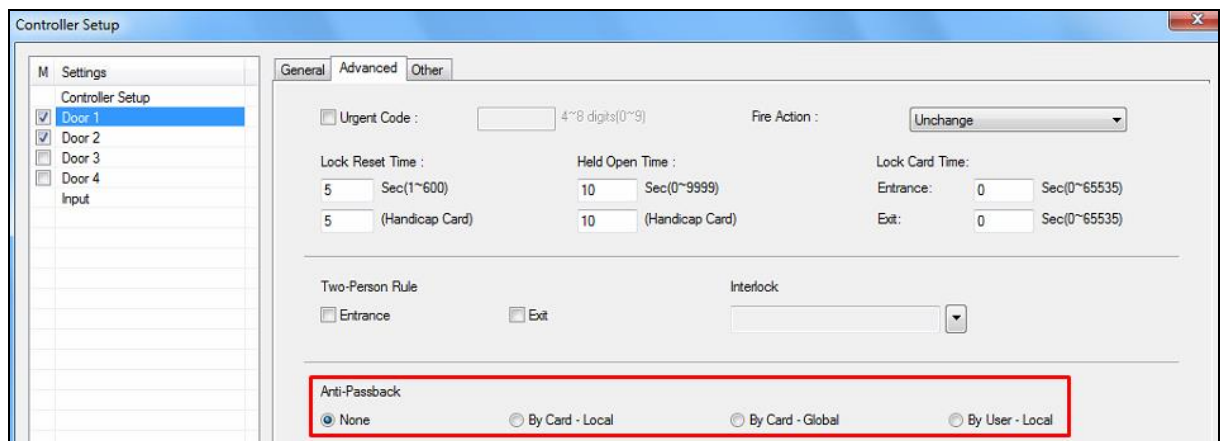 Controller Setup
M Settings
Controller Setup
Door 1
Door 2
Door 3
Door 4
Input
General Advanced Other
Urgent Code : 4~8 digits(0~9) Fire Action : Unchange
Lock Reset Time : Held Open Time : Lock Card Time:
5 Sec(1~600) 10 Sec(0~9999) Entrance: 0 Sec(0~65535)
5 (Handicap Card) 10 (Handicap Card) Exit: 0 Sec(0~65535)
Two-Person Rule Interlock
Entrance Exit
Anti-Passback
None By Card - Local By Card - Global By User - Local